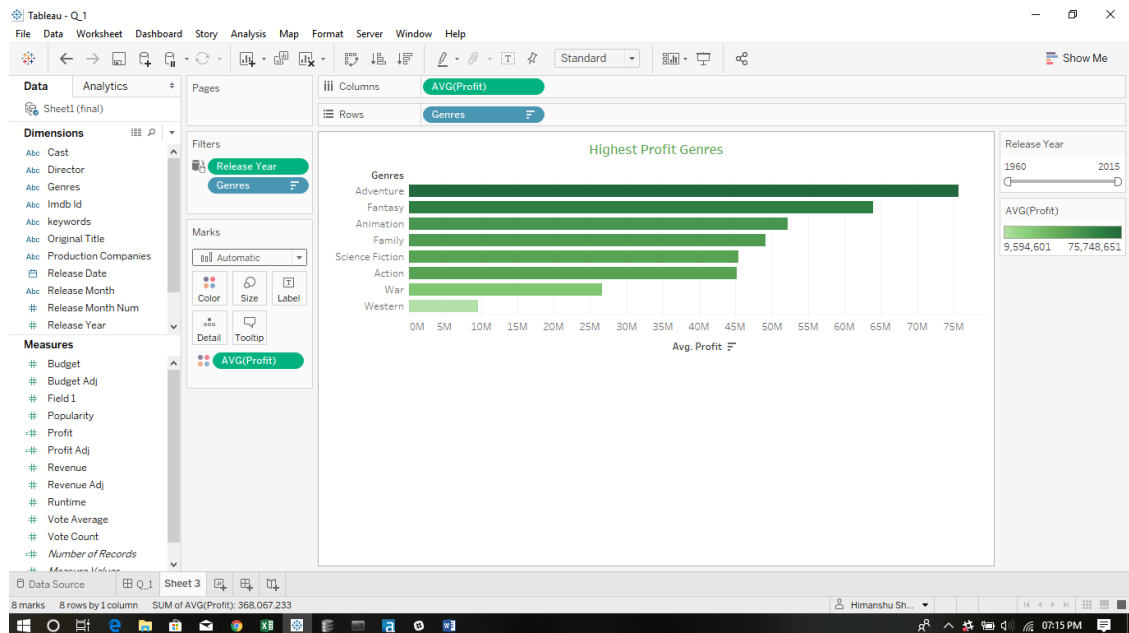 Tableau - Q_1
File Data Worksheet Dashboard Story Analysis Map Format Server Window Help
Standard
Show Me
Data Analytics
Sheet1 (final)
Dimensions
Abc Cast
Abc Director
Abc Genres
Abc Imdb Id
Abc keywords
Abc Original Title
Abc Production Companies
Release Date
Abc Release Month
# Release Month Num
# Release Year
Measures
# Budget
# Budget Adj
# Field 1
# Popularity
=# Profit
=# Profit Adj
# Revenue
# Revenue Adj
# Runtime
# Vote Average
# Vote Count
=# Number of Records
# Measure Values
Pages
Filters
Release Year
Genres
Marks
Automatic
Color Size Label
Detail Tooltip
AVG(Profit)
Columns AVG(Profit)
Rows Genres
Highest Profit Genres
Genres
Adventure
Fantasy
Animation
Family
Science Fiction
Action
War
Western
0M 5M 10M 15M 20M 25M 30M 35M 40M 45M 50M 55M 60M 65M 70M 75M
Avg. Profit
Release Year
1960 2015
AVG(Profit)
9,594,601 75,748,651
Data Source Q_1 Sheet 3
8 marks 8 rows by 1 column SUM of AVG(Profit): 368,067,233
Himanshu Sh...
07:15 PM